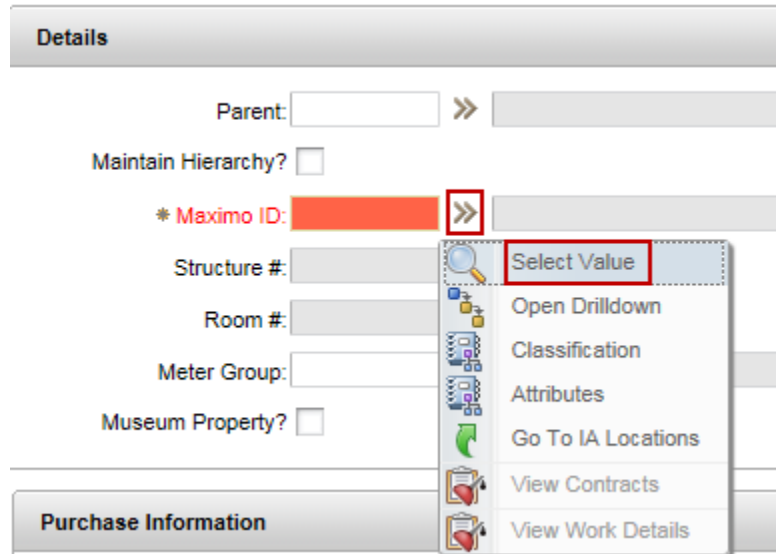 Details
Parent:
Maintain Hierarchy?
* Maximo ID:
Select Value
Structure #:
Open Drilldown
Room #:
Classification
Meter Group:
Attributes
Museum Property?
Go To IA Locations
View Contracts
Purchase Information
View Work Details